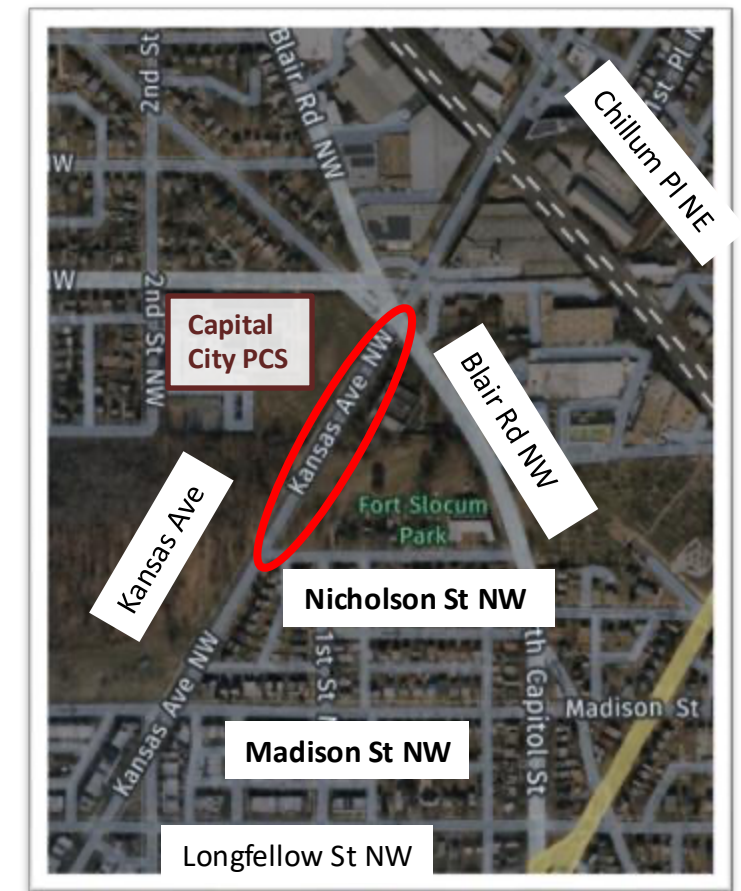 2nd St
Blair Rd NW
1st Pl N
Chillum Pl NE
NW
NW
2nd St NW
Capital
City PCS
Kansas Ave NW
Blair Rd NW
Kansas Ave
Fort Slocum
Park
Nicholson St NW
1st St N
th Capitol St
Kansas Ave NW
Madison St
Madison St NW
Longfellow St NW